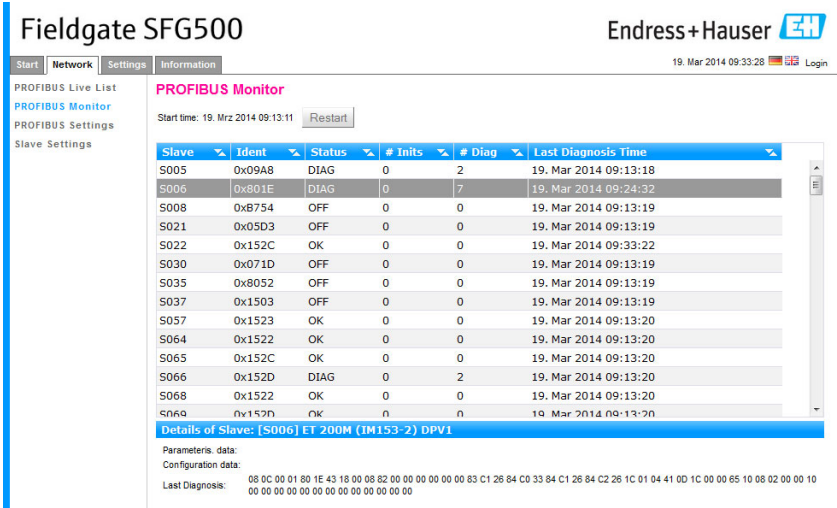 Fieldgate SFG500
Endress+Hauser EH
Start Network Settings Information
19. Mar 2014 09:33:28 Login
PROFIBUS Live List
PROFIBUS Monitor
PROFIBUS Settings
Slave Settings
PROFIBUS Monitor
Start time: 19. Mrz 2014 09:13:11 Restart
Slave Ident Status # Inits # Diag Last Diagnosis Time
S005 0x09A8 DIAG 0 2 19. Mar 2014 09:13:18
S006 0x801E DIAG 0 7 19. Mar 2014 09:24:32
S008 0xB754 OFF 0 0 19. Mar 2014 09:13:19
S021 0x05D3 OFF 0 0 19. Mar 2014 09:13:19
S022 0x152C OK 0 0 19. Mar 2014 09:33:22
S030 0x071D OFF 0 0 19. Mar 2014 09:13:19
S035 0x8052 OFF 0 0 19. Mar 2014 09:13:19
S037 0x1503 OFF 0 0 19. Mar 2014 09:13:19
S057 0x1523 OK 0 0 19. Mar 2014 09:13:20
S064 0x1522 OK 0 0 19. Mar 2014 09:13:20
S065 0x152C OK 0 0 19. Mar 2014 09:13:20
S066 0x152D DIAG 0 2 19. Mar 2014 09:13:20
S068 0x1522 OK 0 0 19. Mar 2014 09:13:20
S069 0x152D OK 0 0 19. Mar 2014 09:13:20
Details of Slave: [S006] ET 200M (IM153-2) DPV1
Parameteris. data:
Configuration data:
Last Diagnosis: 08 0C 00 01 80 1E 43 18 00 08 82 00 00 00 00 00 00 83 C1 26 84 C0 33 84 C1 26 84 C2 26 1C 01 04 41 0D 1C 00 00 65 10 08 02 00 00 10
00 00 00 00 00 00 00 00 00 00 00 00